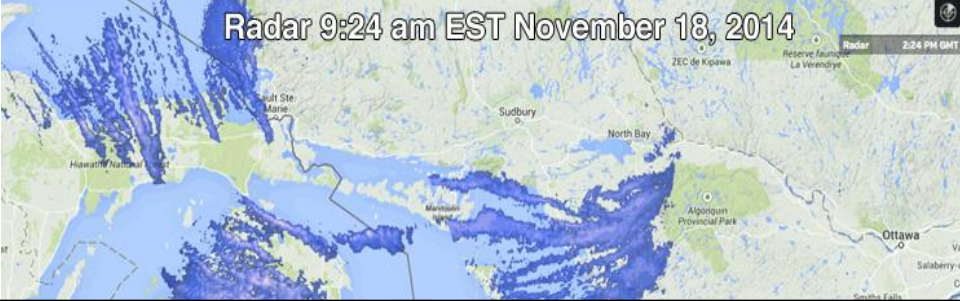 Radar 9:24 am EST November 18, 2014
Radar 2:24 PM GMT
Réserve faunique
La Verendrye
ZEC de Kipawa
Sault Ste
Marie
Sudbury
North Bay
Hiawatha National Forest
Manitoulin
Island
Algonquin
Provincial Park
Ottawa
Salaberry-
Smiths Falls